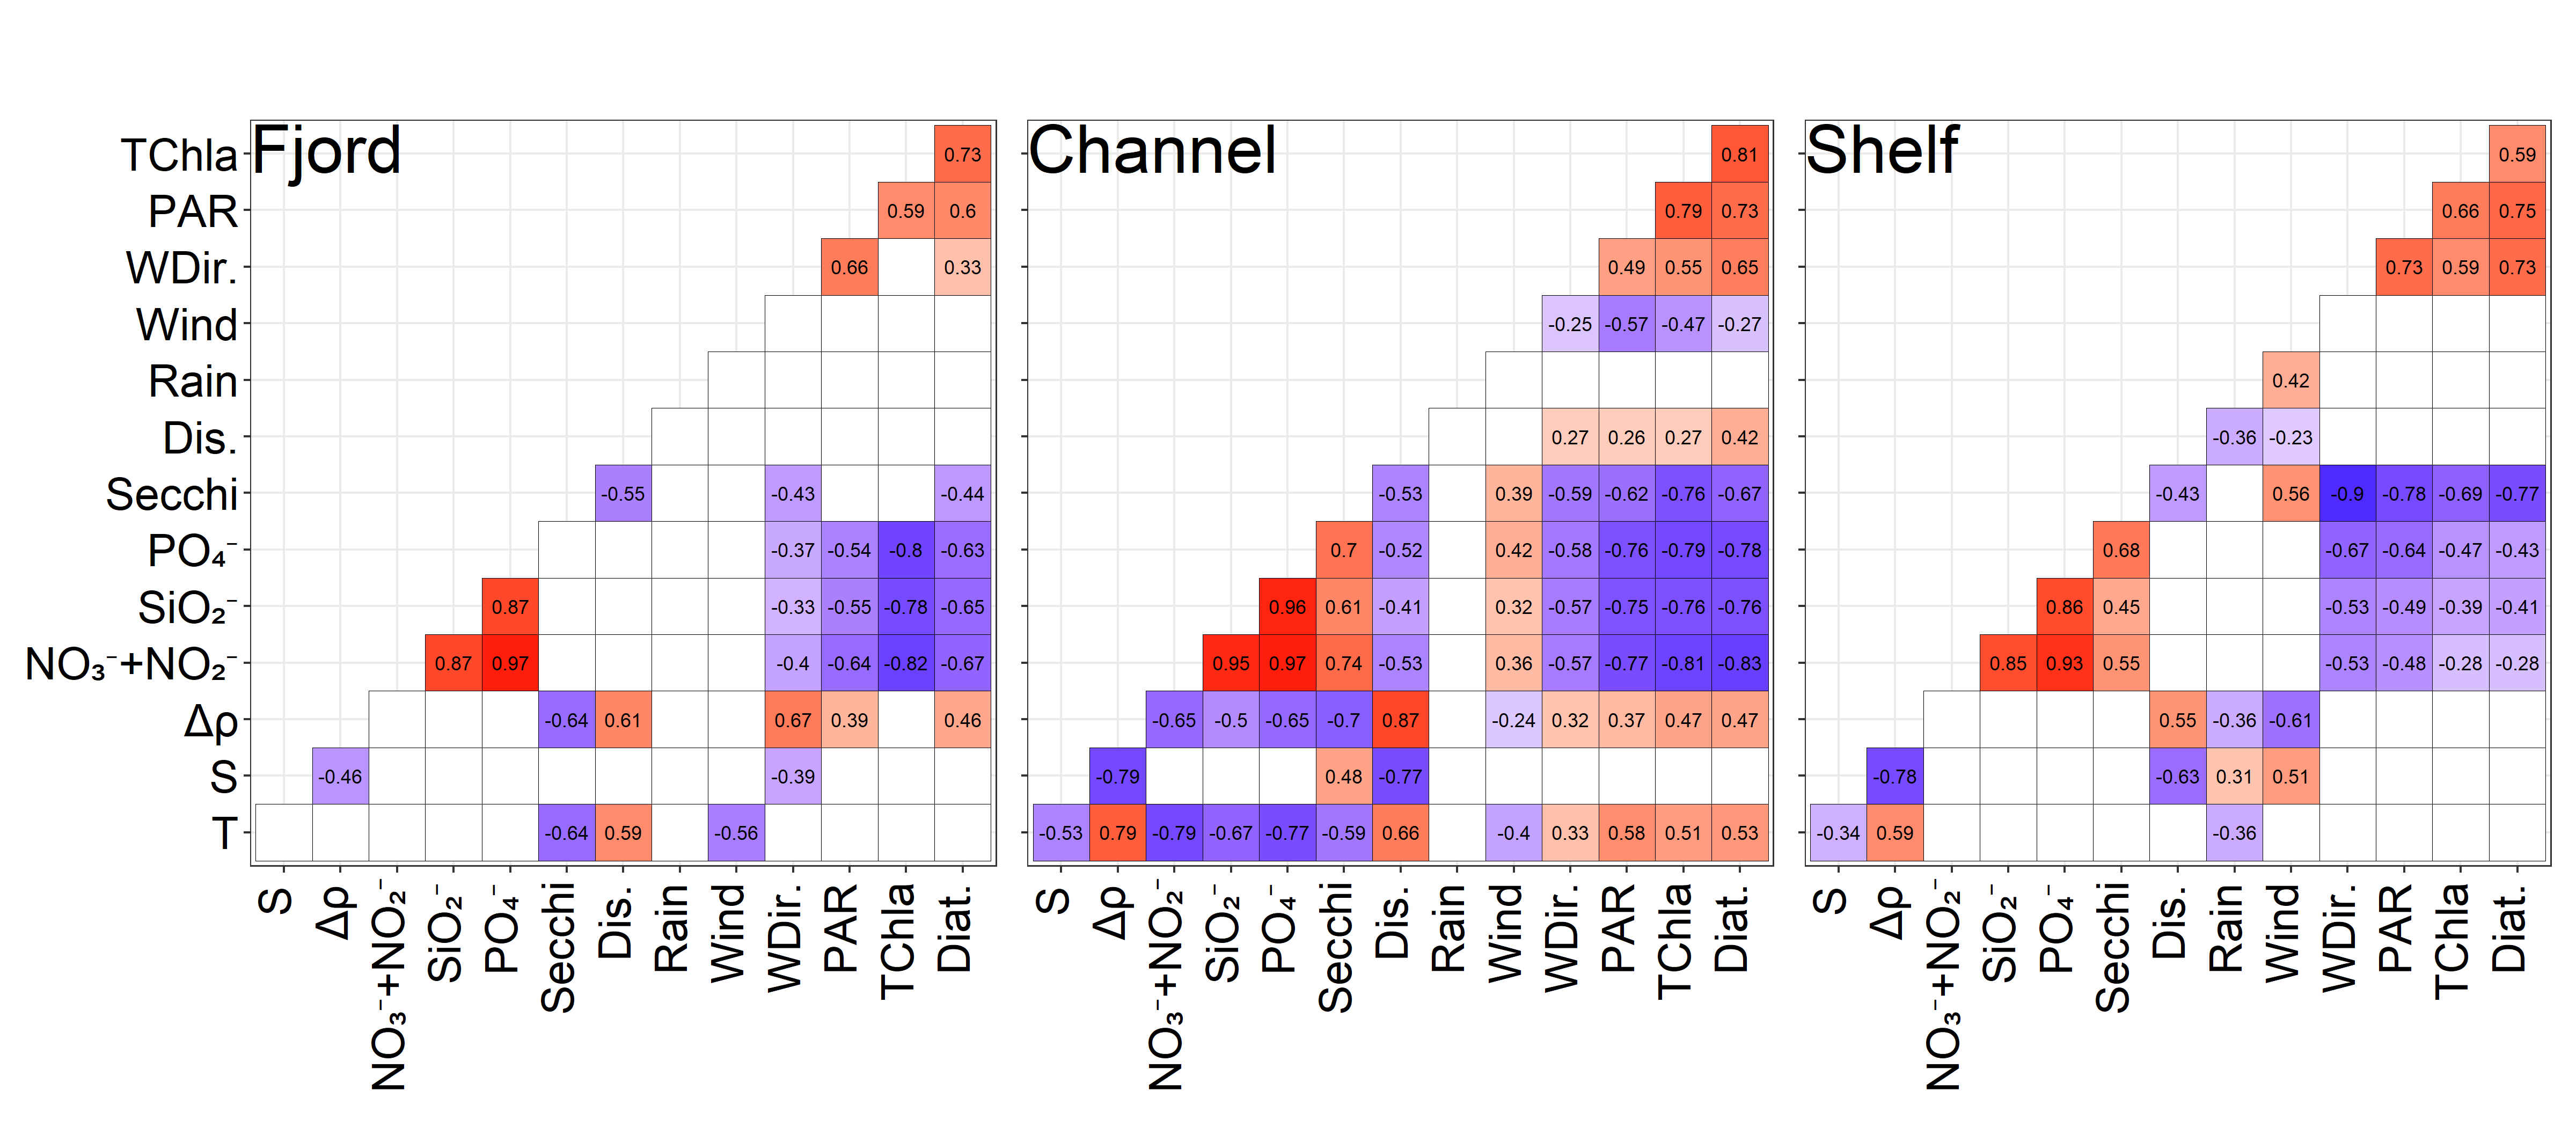 Fjord Channel Shelf
TChla 0.73 0.81 0.59
PAR 0.59 0.6 0.79 0.73 0.66 0.75
WDir. 0.66 0.33 0.49 0.55 0.65 0.73 0.59 0.73
Wind -0.25 -0.57 -0.47 -0.27
Rain 0.42
Dis. 0.27 0.26 0.27 0.42 -0.36 -0.23
Secchi -0.55 -0.43 -0.44 -0.53 0.39 -0.59 -0.62 -0.76 -0.67 -0.43 0.56 -0.9 -0.78 -0.69 -0.77
PO₄⁻ -0.37 -0.54 -0.8 -0.63 0.7 -0.52 0.42 -0.58 -0.76 -0.79 -0.78 0.68 -0.67 -0.64 -0.47 -0.43
SiO₂⁻ 0.87 -0.33 -0.55 -0.78 -0.65 0.96 0.61 -0.41 0.32 -0.57 -0.75 -0.76 -0.76 0.86 0.45 -0.53 -0.49 -0.39 -0.41
NO₃⁻+NO₂⁻ 0.87 0.97 -0.4 -0.64 -0.82 -0.67 0.95 0.97 0.74 -0.53 0.36 -0.57 -0.77 -0.81 -0.83 0.85 0.93 0.55 -0.53 -0.48 -0.28 -0.28
Δρ -0.64 0.61 0.67 0.39 0.46 -0.65 -0.5 -0.65 -0.7 0.87 -0.24 0.32 0.37 0.47 0.47 0.55 -0.36 -0.61
S -0.46 -0.39 -0.79 0.48 -0.77 -0.78 -0.63 0.31 0.51
T -0.64 0.59 -0.56 -0.53 0.79 -0.79 -0.67 -0.77 -0.59 0.66 -0.4 0.33 0.58 0.51 0.53 -0.34 0.59 -0.36
S Δρ NO₃⁻+NO₂⁻ SiO₂⁻ PO₄⁻ Secchi Dis. Rain Wind WDir. PAR TChla Diat. S Δρ NO₃⁻+NO₂⁻ SiO₂⁻ PO₄⁻ Secchi Dis. Rain Wind WDir. PAR TChla Diat. S Δρ NO₃⁻+NO₂⁻ SiO₂⁻ PO₄⁻ Secchi Dis. Rain Wind WDir. PAR TChla Diat.